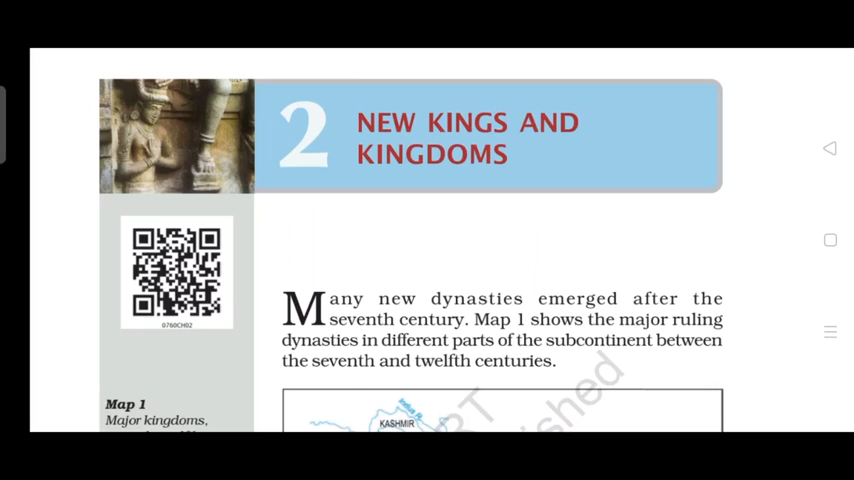 2
NEW KINGS AND
KINGDOMS
0760CH02
Many new dynasties emerged after the
seventh century. Map 1 shows the major ruling
dynasties in different parts of the subcontinent between
the seventh and twelfth centuries.
Map 1
Major kingdoms,
Indus R.
KASHMIR